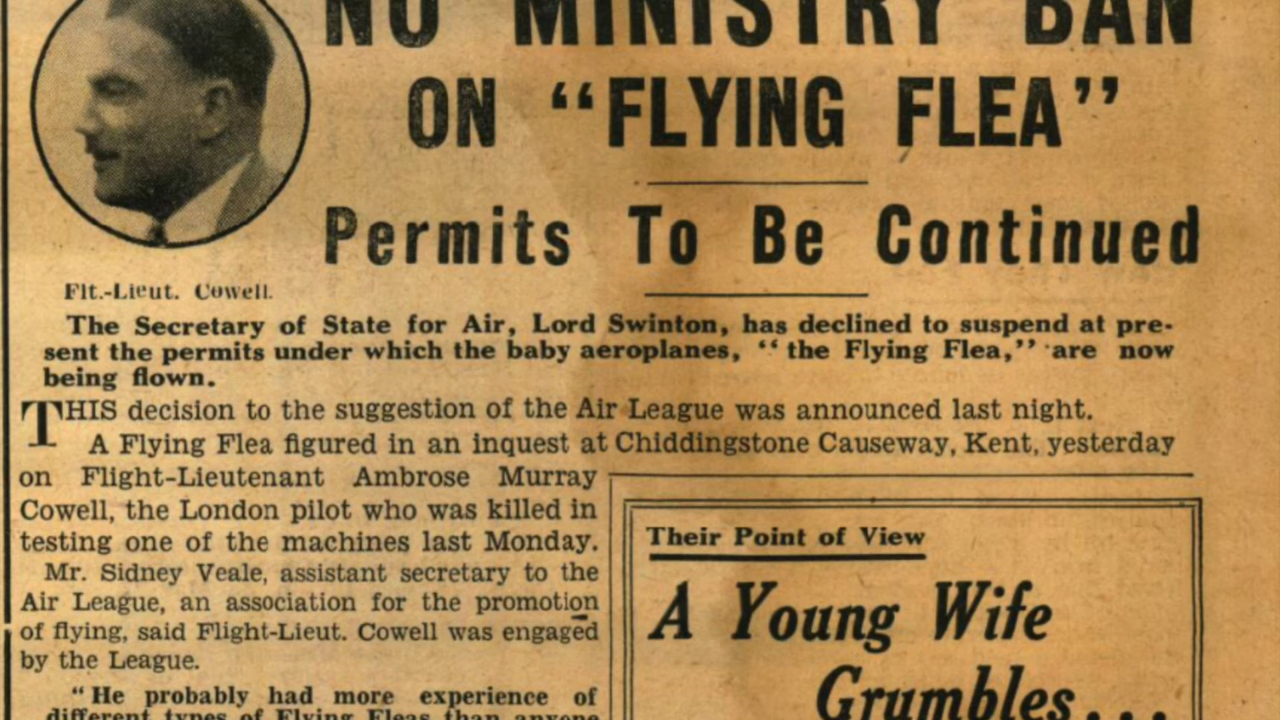 NO MINISTRY BAN
ON "FLYING FLEA"
Permits To Be Continued
Flt.-Lieut. Cowell.
The Secretary of State for Air, Lord Swinton, has declined to suspend at pre-
sent the permits under which the baby aeroplanes, "the Flying Flea," are now
being flown.
THIS decision to the suggestion of the Air League was announced last night.
A Flying Flea figured in an inquest at Chiddingstone Causeway, Kent, yesterday
on Flight-Lieutenant Ambrose Murray
Cowell, the London pilot who was killed in
testing one of the machines last Monday.
Mr. Sidney Veale, assistant secretary to the
Air League, an association for the promotion
of flying, said Flight-Lieut. Cowell was engaged
by the League.
"He probably had more experience of
different types of Flying Fleas than anyone
Their Point of View
A Young Wife
Grumbles...